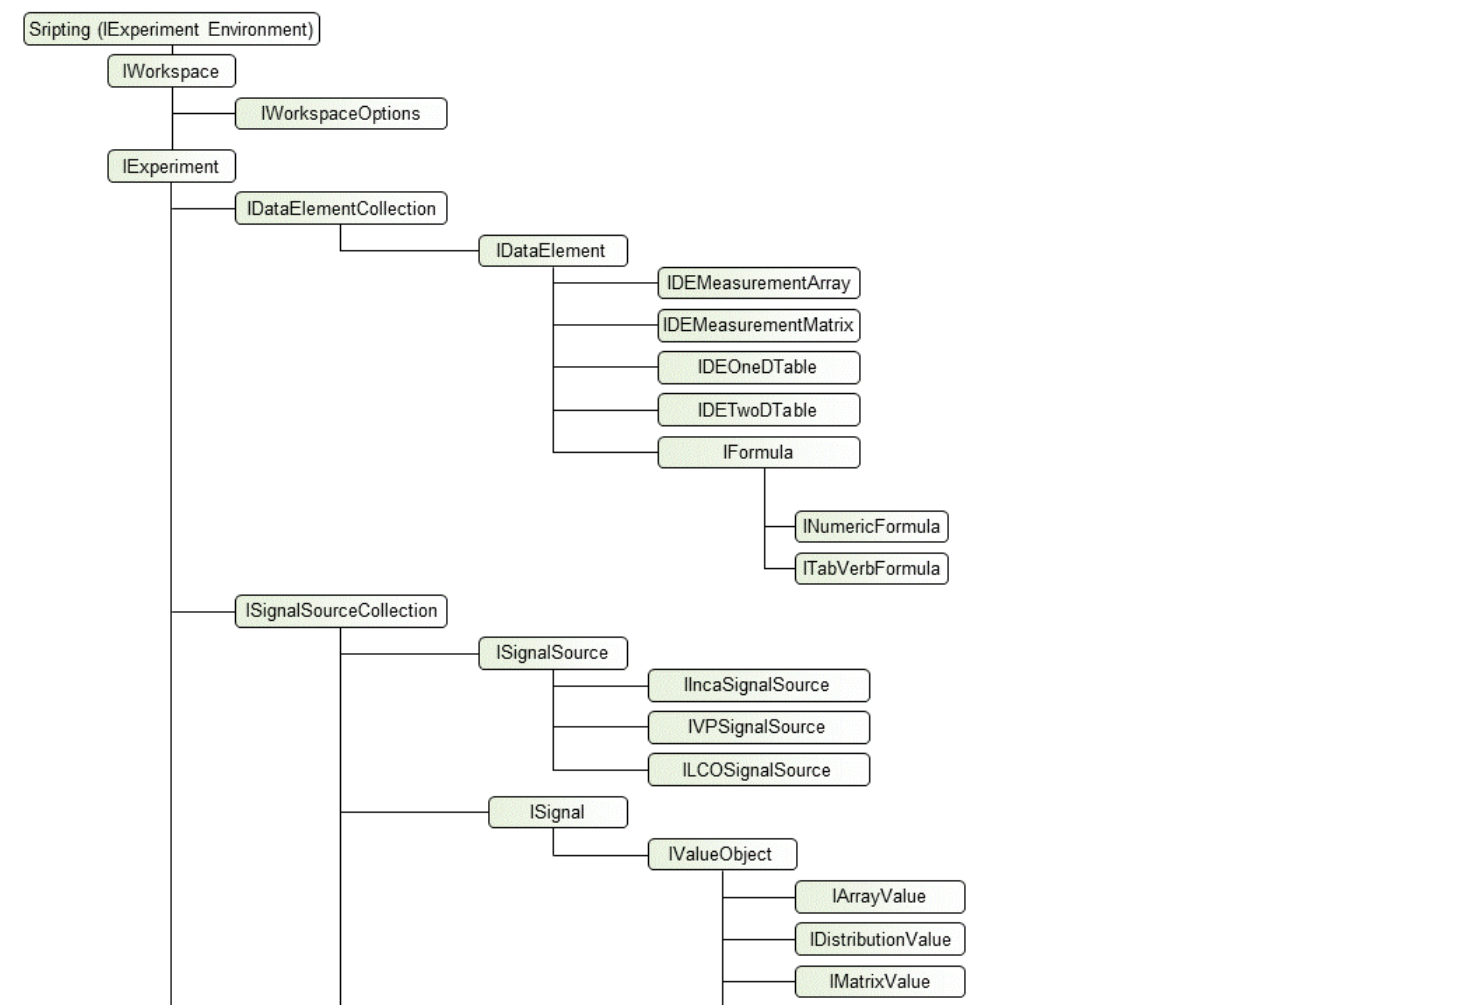 Sripting (IExperiment Environment)
IWorkspace
IWorkspaceOptions
IExperiment
IDataElementCollection
IDataElement
IDEMeasurementArray
IDEMeasurementMatrix
IDEOneDTable
IDETwoDTable
IFormula
INumericFormula
ITabVerbFormula
ISignalSourceCollection
ISignalSource
IIncaSignalSource
IVPSignalSource
ILCOSignalSource
ISignal
IValueObject
IArrayValue
IDistributionValue
IMatrixValue